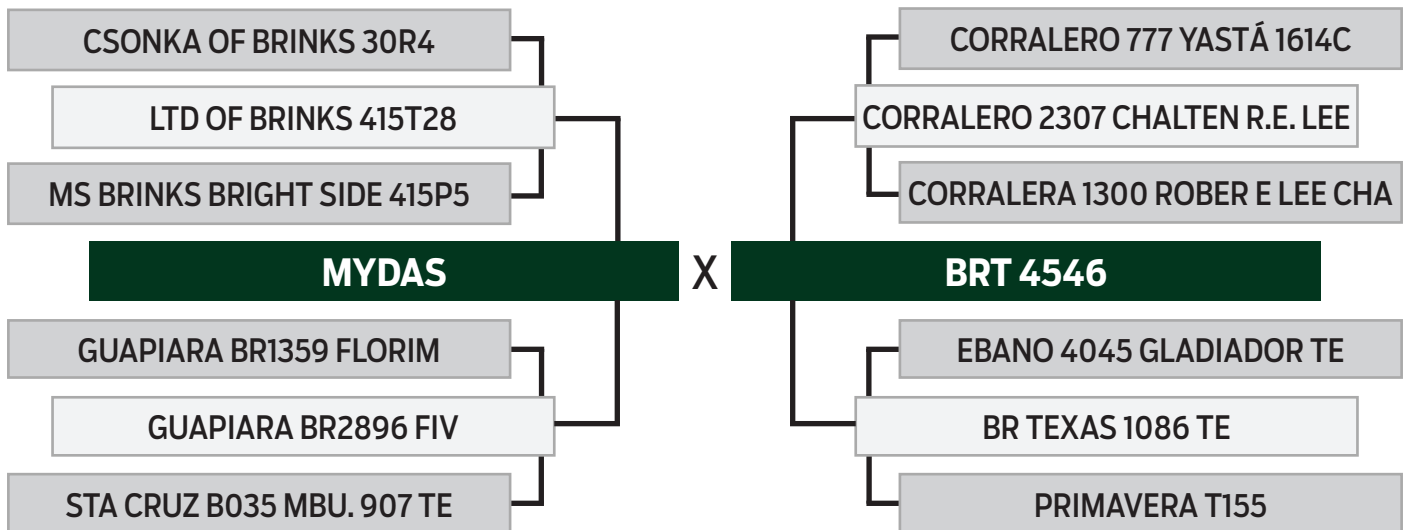 CSONKA OF BRINKS 30R4
LTD OF BRINKS 415T28
MS BRINKS BRIGHT SIDE 415P5
MYDAS
GUAPIARA BR1359 FLORIM
GUAPIARA BR2896 FIV
STA CRUZ B035 MBU. 907 TE
X
CORRALERO 777 YASTÁ 1614C
CORRALERO 2307 CHALTEN R.E. LEE
CORRALERA 1300 ROBER E LEE CHA
BRT 4546
EBANO 4045 GLADIADOR TE
BR TEXAS 1086 TE
PRIMAVERA T155